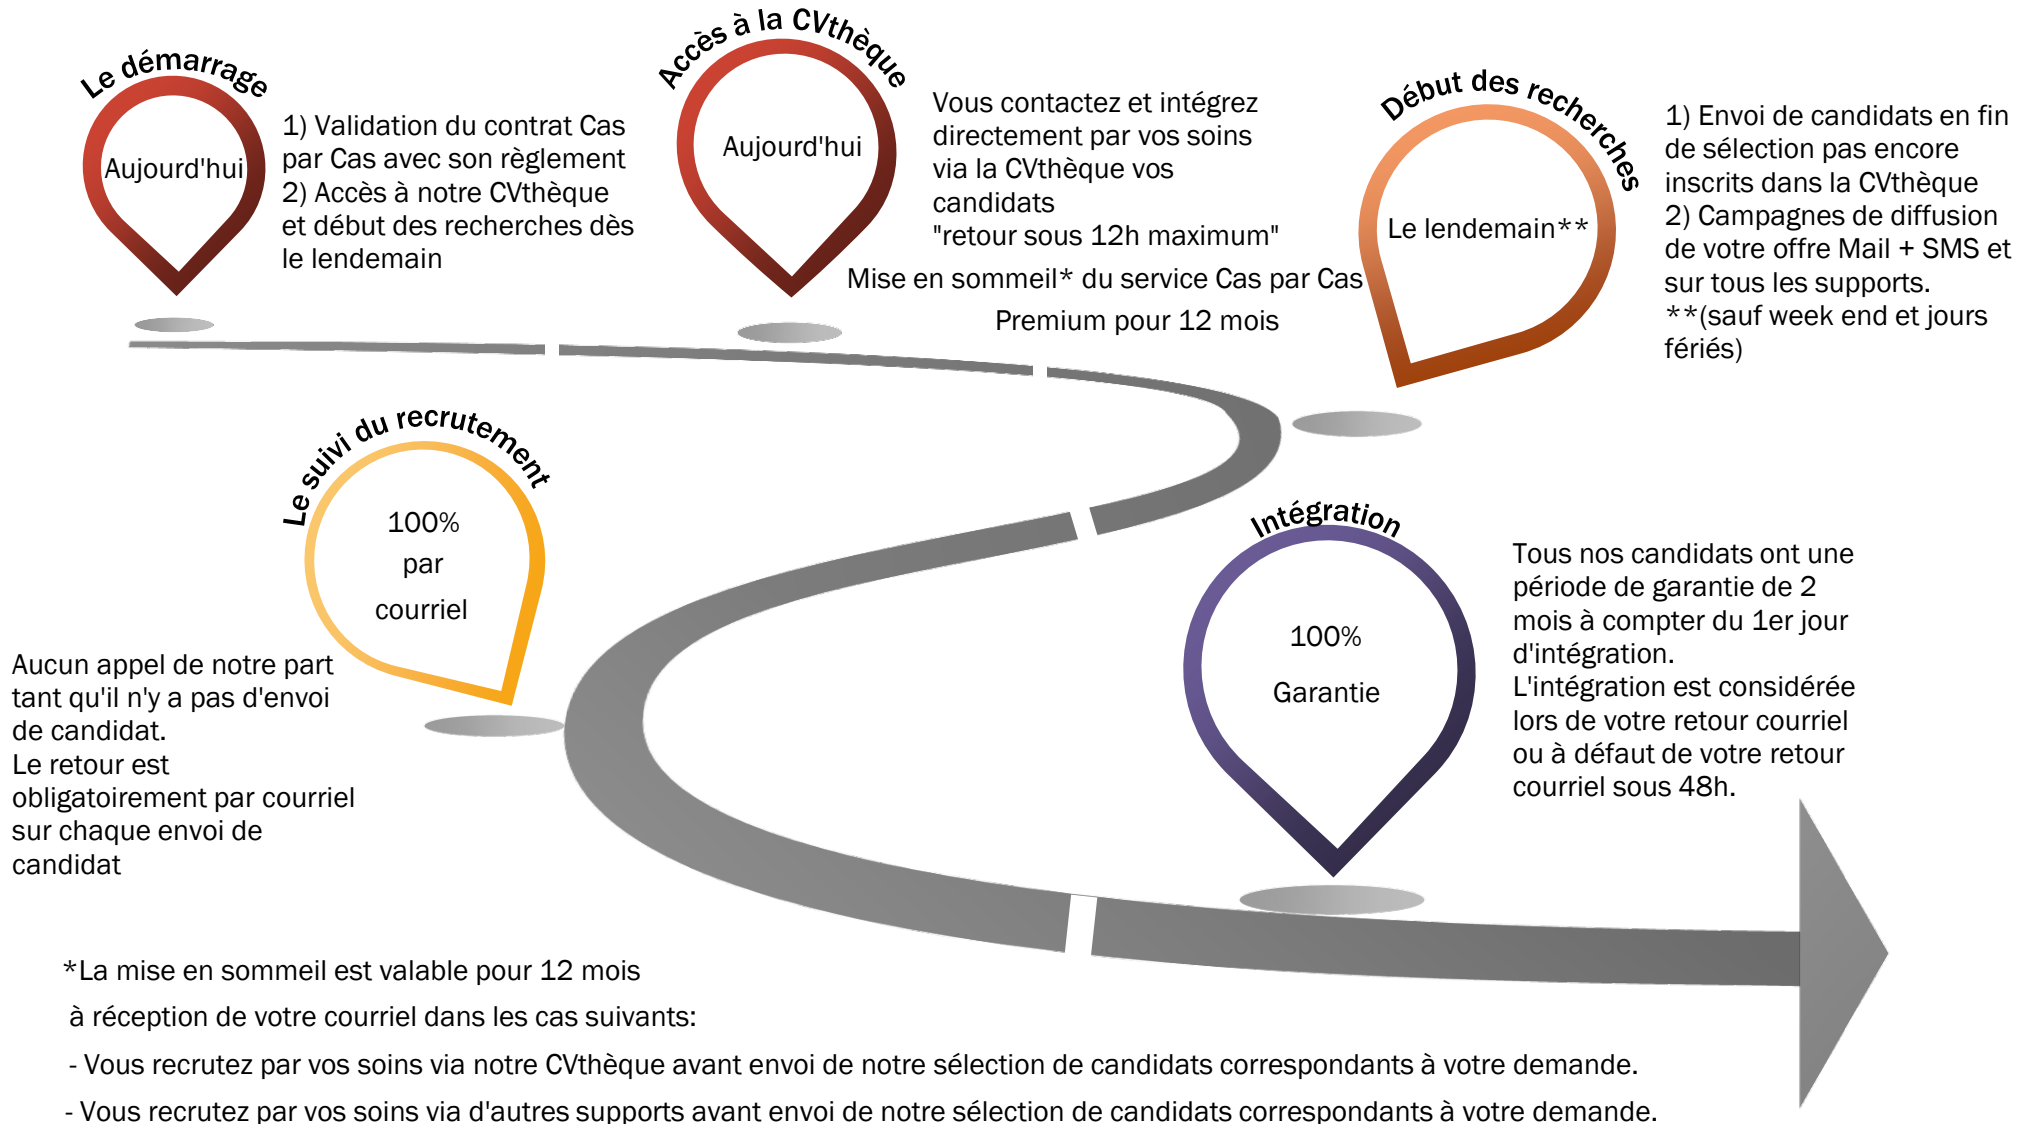 Le démarrage
Aujourd'hui
1) Validation du contrat Cas
par Cas avec son règlement
2) Accès à notre CVthèque
et début des recherches dès
le lendemain
Accès à la CVthèque
Aujourd'hui
Vous contactez et intégrez
directement par vos soins
via la CVthèque vos
candidats
"retour sous 12h maximum"
Mise en sommeil* du service Cas par Cas
Premium pour 12 mois
Début des recherches
Le lendemain**
1) Envoi de candidats en fin
de sélection pas encore
inscrits dans la CVthèque
2) Campagnes de diffusion
de votre offre Mail + SMS et
sur tous les supports.
**(sauf week end et jours
fériés)
Le suivi du recrutement
100%
par
courriel
Aucun appel de notre part
tant qu'il n'y a pas d'envoi
de candidat.
Le retour est
obligatoirement par courriel
sur chaque envoi de
candidat
Intégration
100%
Garantie
Tous nos candidats ont une
période de garantie de 2
mois à compter du 1er jour
d'intégration.
L'intégration est considérée
lors de votre retour courriel
ou à défaut de votre retour
courriel sous 48h.
*La mise en sommeil est valable pour 12 mois
à réception de votre courriel dans les cas suivants:
- Vous recrutez par vos soins via notre CVthèque avant envoi de notre sélection de candidats correspondants à votre demande.
- Vous recrutez par vos soins via d'autres supports avant envoi de notre sélection de candidats correspondants à votre demande.